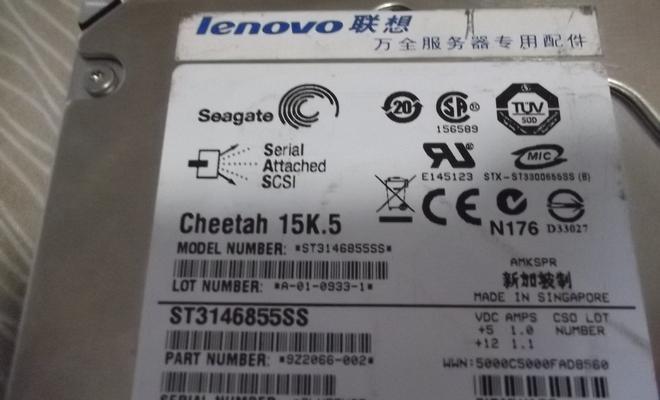 lenovo 联想
万全服务器专用配件
Seagate
20
SA
156589
TÜV
SÜD
Serial
Attached
SCSI
E145123
MIC
STX-ST3300655SS (B)
Cheetah 15K.5
N176
D33027
MODEL NUMBER: *ST3146855SS*
AMKSPR
新加坡制
LOT NUMBER: *A-01-0933-1*
MADE IN SINGAPORE
ST3146855SS
VDC AMPS CSO LOT
+5 1.0 NUMBER
+12 1.1
PART NUMBER: *9Z2066-002*
WWN:5000C5000FAD8560